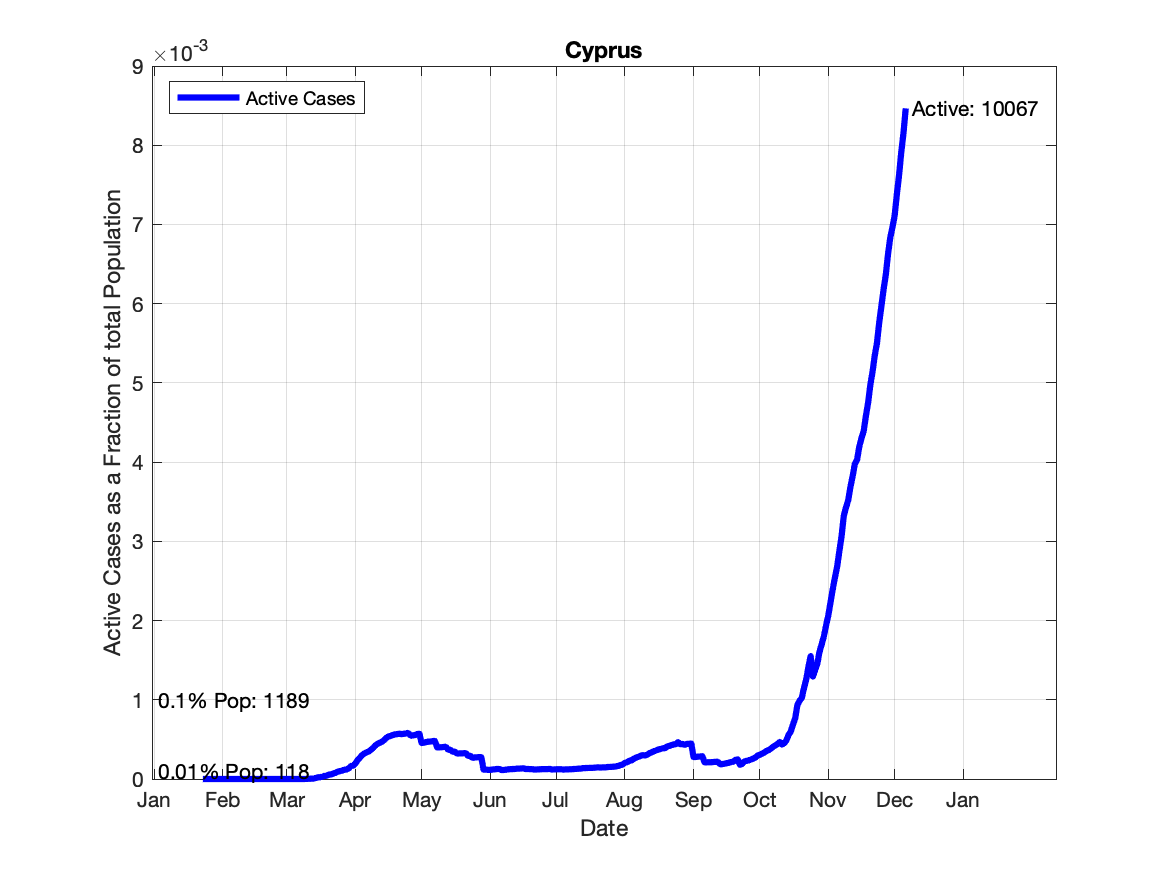 Cyprus
×10-3
9
Active Cases
Active: 10067
8
7
6
5
4
3
2
1
0.1% Pop: 1189
0
0.01% Pop: 118
Active Cases as a Fraction of total Population
Jan Feb Mar Apr May Jun Jul Aug Sep Oct Nov Dec Jan
Date